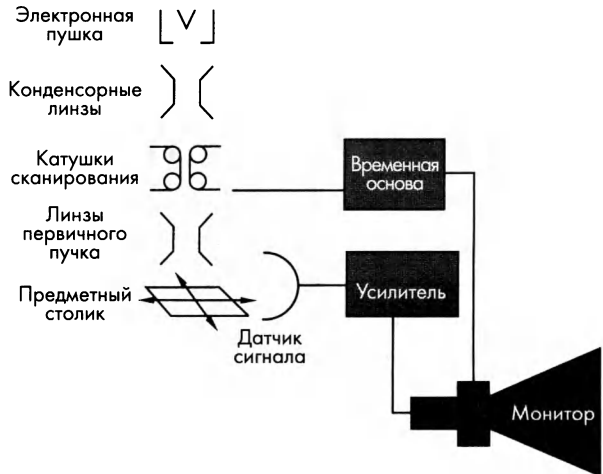 Электронная
пушка
Конденсорные
линзы
Катушки
сканирования
Временная
основа
Линзы
первичного
пучка
Предметный
столик
Усилитель
Датчик
сигнала
Монитор